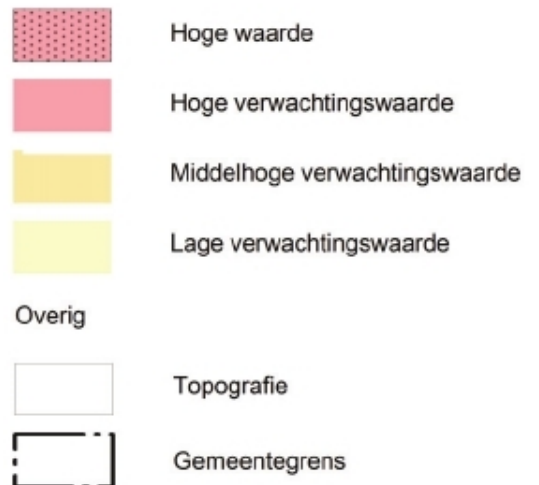 Hoge waarde
Hoge verwachtingswaarde
Middelhoge verwachtingswaarde
Lage verwachtingswaarde
Overig
Topografie
Gemeentegrens